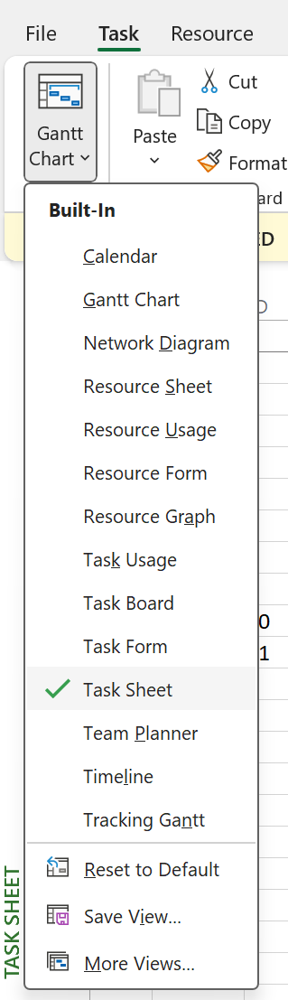 File Task Resource
Gantt
Chart
Paste
Cut
Copy
Format
ard
ED
Built-In
Calendar
Gantt Chart
Network Diagram
Resource Sheet
Resource Usage
Resource Form
Resource Graph
Task Usage
Task Board
Task Form
Task Sheet
Team Planner
Timeline
Tracking Gantt
Reset to Default
Save View...
More Views...
0
1
TASK SHEET